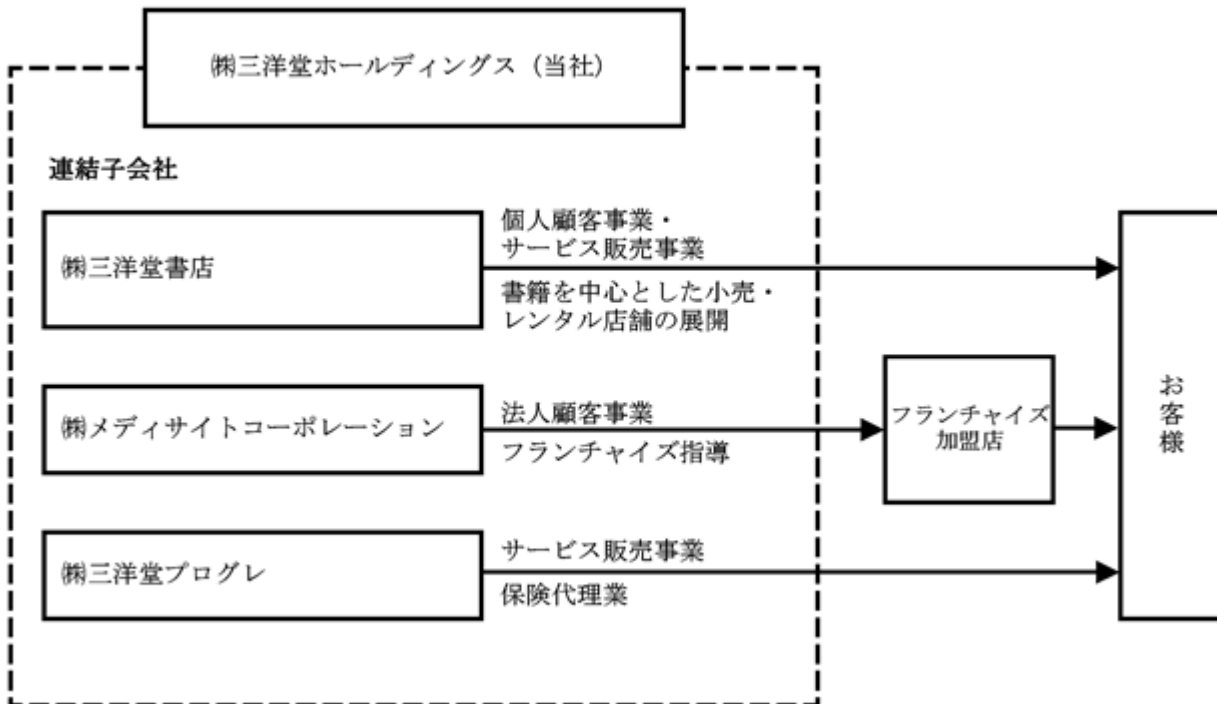 ㈱三洋堂ホールディングス（当社）
連結子会社
㈱三洋堂書店
個人顧客事業・
サービス販売事業
書籍を中心とした小売・
レンタル店舗の展開
㈱メディサイトコーポレーション
法人顧客事業
フランチャイズ指導
フランチャイズ
加盟店
㈱三洋堂プログレ
サービス販売事業
保険代理業
お客様